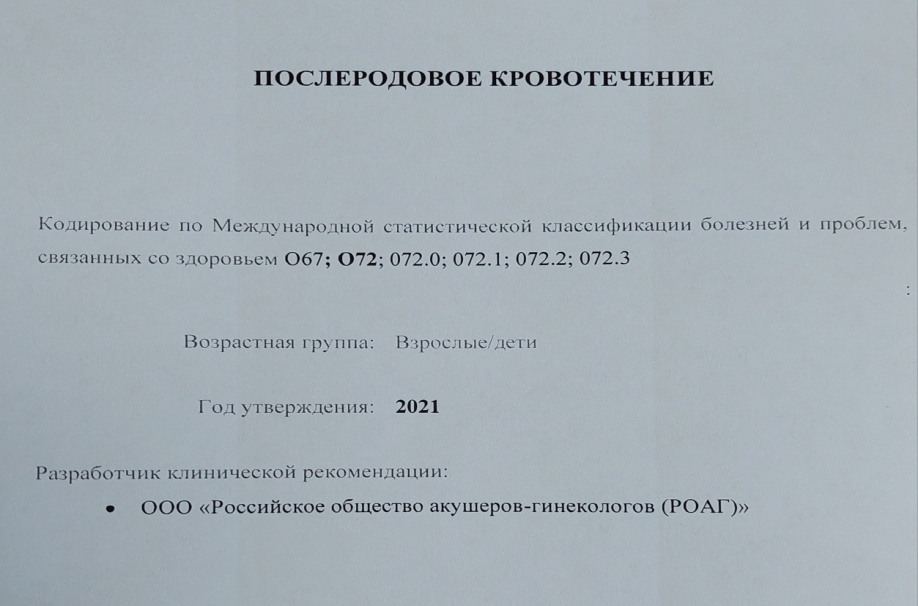 ПОСЛЕРОДОВОЕ КРОВОТЕЧЕНИЕ
Кодирование по Международной статистической классификации болезней и проблем,
связанных со здоровьем О67; О72; 072.0; 072.1; 072.2; 072.3
:
Возрастная группа: Взрослые/дети
Год утверждения: 2021
Разработчик клинической рекомендации:
• ООО «Российское общество акушеров-гинекологов (РОАГ)»